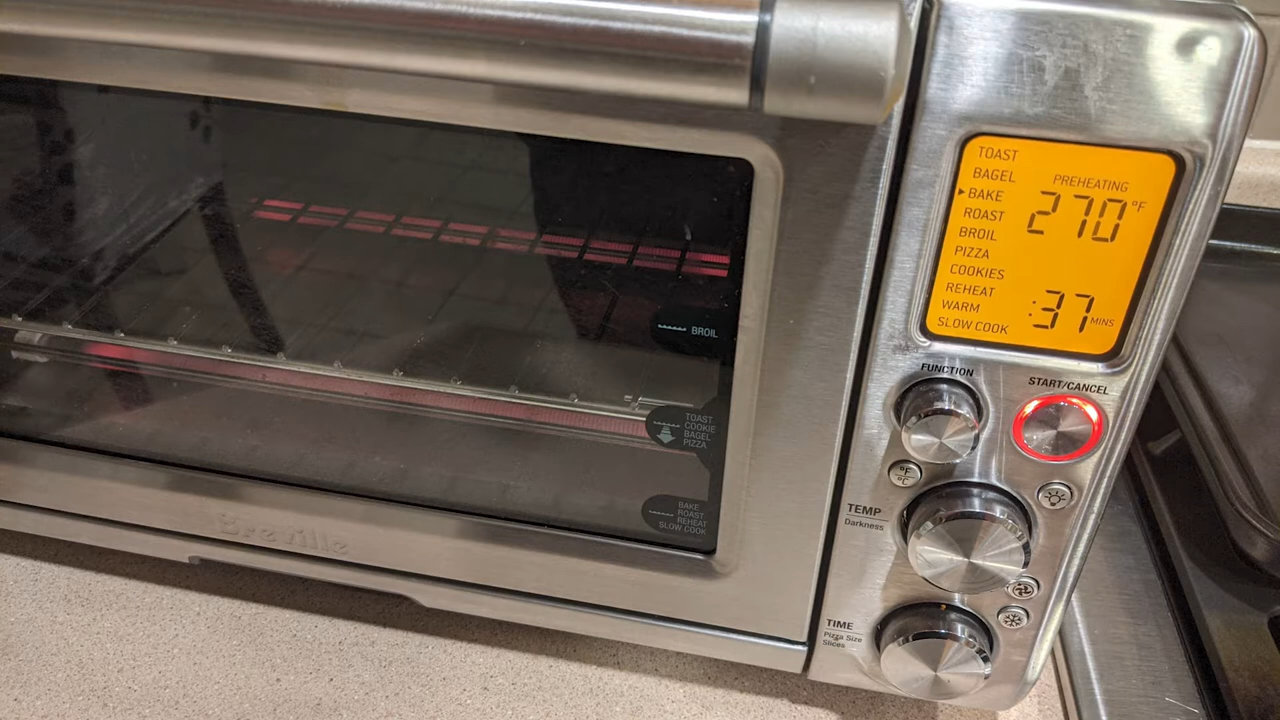 TOAST
BAGEL
BAKE
ROAST
BROIL
PIZZA
COOKIES
REHEAT
WARM
SLOW COOK
PREHEATING
270°F
:37 MINS
FUNCTION
START/CANCEL
°F
°C
TEMP
Darkness
TIME
Pizza Size
Slices
BROIL
TOAST
COOKIE
BAGEL
PIZZA
BAKE
ROAST
REHEAT
SLOW COOK
Breville